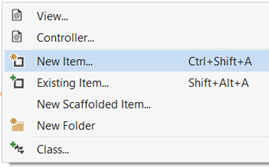 View...
Controller...
New Item... Ctrl+Shift+A
Existing Item... Shift+Alt+A
New Scaffolded Item...
New Folder
Class...